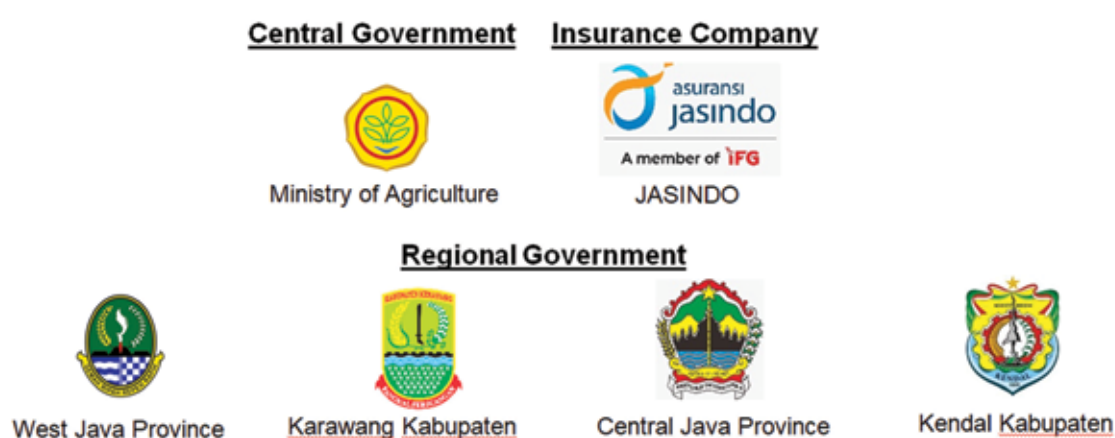 Central Government
Insurance Company
asuransi
jasindo
A member of IFG
Ministry of Agriculture
JASINDO
Regional Government
KENDAL
West Java Province
Karawang Kabupaten
Central Java Province
Kendal Kabupaten